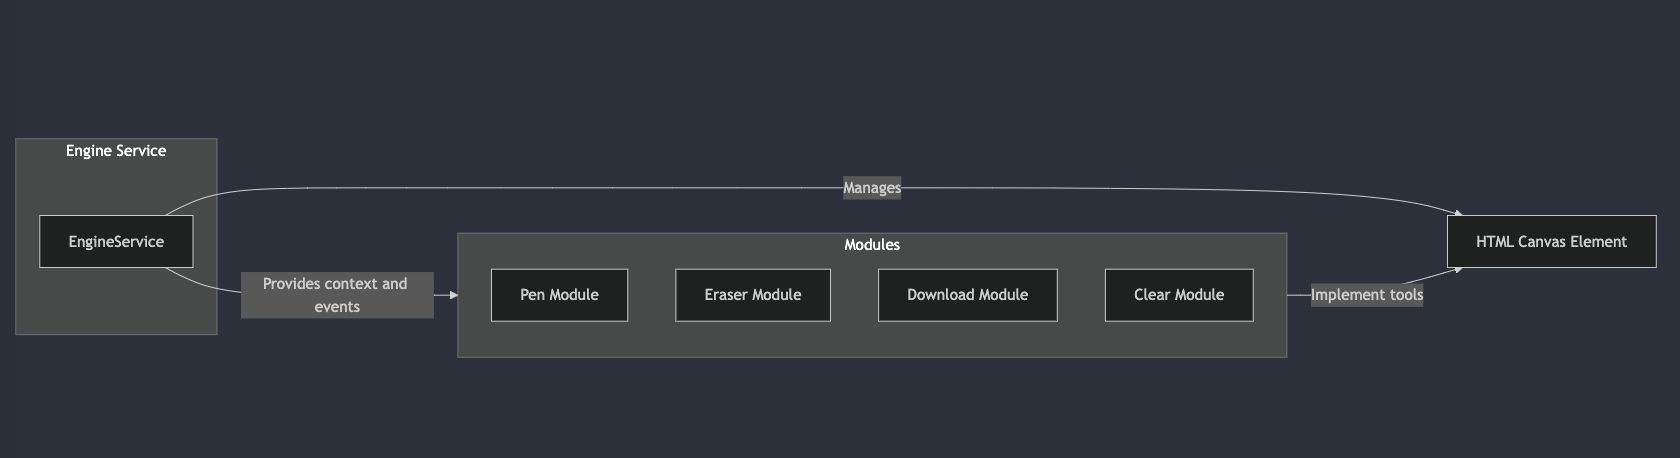 Engine Service
EngineService
Manages
Provides context and
events
Modules
Pen Module
Eraser Module
Download Module
Clear Module
Implement tools
HTML Canvas Element